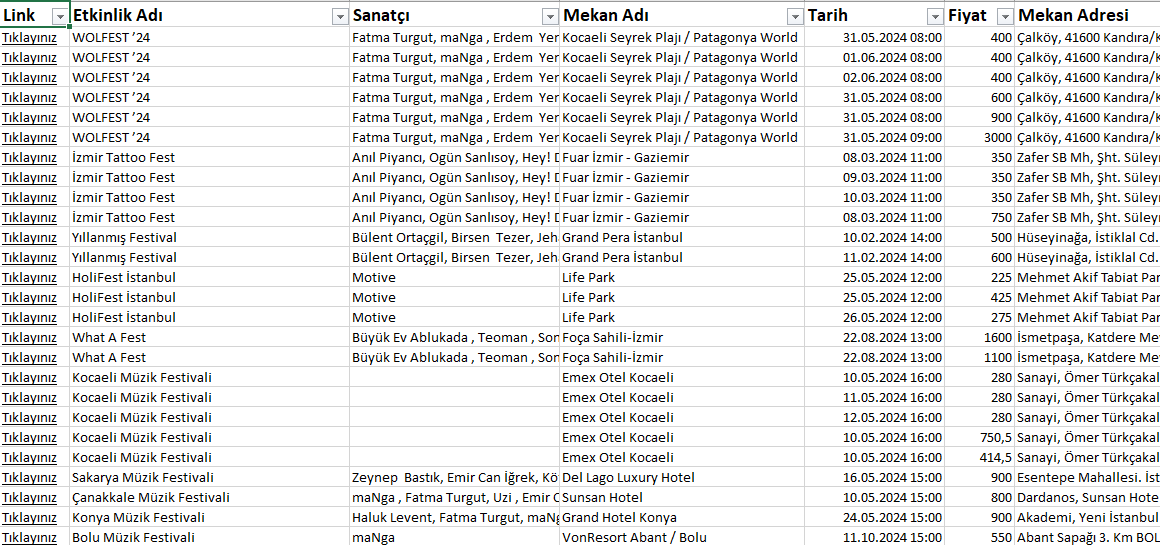 Link Etkinlik Adı Sanatçı Mekan Adı Tarih Fiyat Mekan Adresi
Tıklayınız WOLFEST ’24 Fatma Turgut, maNga , Erdem Yer Kocaeli Seyrek Plajı / Patagonya World 31.05.2024 08:00 400 Çalköy, 41600 Kandıra/K
Tıklayınız WOLFEST ’24 Fatma Turgut, maNga , Erdem Yer Kocaeli Seyrek Plajı / Patagonya World 01.06.2024 08:00 400 Çalköy, 41600 Kandıra/K
Tıklayınız WOLFEST ’24 Fatma Turgut, maNga , Erdem Yer Kocaeli Seyrek Plajı / Patagonya World 02.06.2024 08:00 400 Çalköy, 41600 Kandıra/K
Tıklayınız WOLFEST ’24 Fatma Turgut, maNga , Erdem Yer Kocaeli Seyrek Plajı / Patagonya World 31.05.2024 08:00 600 Çalköy, 41600 Kandıra/K
Tıklayınız WOLFEST ’24 Fatma Turgut, maNga , Erdem Yer Kocaeli Seyrek Plajı / Patagonya World 31.05.2024 08:00 900 Çalköy, 41600 Kandıra/K
Tıklayınız WOLFEST ’24 Fatma Turgut, maNga , Erdem Yer Kocaeli Seyrek Plajı / Patagonya World 31.05.2024 09:00 3000 Çalköy, 41600 Kandıra/K
Tıklayınız İzmir Tattoo Fest Anıl Piyancı, Ogün Sanlısoy, Hey! D Fuar İzmir - Gaziemir 08.03.2024 11:00 350 Zafer SB Mh, Şht. Süley
Tıklayınız İzmir Tattoo Fest Anıl Piyancı, Ogün Sanlısoy, Hey! D Fuar İzmir - Gaziemir 09.03.2024 11:00 350 Zafer SB Mh, Şht. Süley
Tıklayınız İzmir Tattoo Fest Anıl Piyancı, Ogün Sanlısoy, Hey! D Fuar İzmir - Gaziemir 10.03.2024 11:00 350 Zafer SB Mh, Şht. Süley
Tıklayınız İzmir Tattoo Fest Anıl Piyancı, Ogün Sanlısoy, Hey! D Fuar İzmir - Gaziemir 08.03.2024 11:00 750 Zafer SB Mh, Şht. Süley
Tıklayınız Yıllanmış Festival Bülent Ortaçgil, Birsen Tezer, Jeha Grand Pera İstanbul 10.02.2024 14:00 500 Hüseyinağa, İstiklal Cd.
Tıklayınız Yıllanmış Festival Bülent Ortaçgil, Birsen Tezer, Jeha Grand Pera İstanbul 11.02.2024 14:00 600 Hüseyinağa, İstiklal Cd.
Tıklayınız HoliFest İstanbul Motive Life Park 25.05.2024 12:00 225 Mehmet Akif Tabiat Par
Tıklayınız HoliFest İstanbul Motive Life Park 25.05.2024 12:00 425 Mehmet Akif Tabiat Par
Tıklayınız HoliFest İstanbul Motive Life Park 26.05.2024 12:00 275 Mehmet Akif Tabiat Par
Tıklayınız What A Fest Büyük Ev Ablukada , Teoman , Son Foça Sahili-İzmir 22.08.2024 13:00 1600 İsmetpaşa, Katdere Me
Tıklayınız What A Fest Büyük Ev Ablukada , Teoman , Son Foça Sahili-İzmir 22.08.2024 13:00 1100 İsmetpaşa, Katdere Me
Tıklayınız Kocaeli Müzik Festivali Emex Otel Kocaeli 10.05.2024 16:00 280 Sanayi, Ömer Türkçakal
Tıklayınız Kocaeli Müzik Festivali Emex Otel Kocaeli 11.05.2024 16:00 280 Sanayi, Ömer Türkçakal
Tıklayınız Kocaeli Müzik Festivali Emex Otel Kocaeli 12.05.2024 16:00 280 Sanayi, Ömer Türkçakal
Tıklayınız Kocaeli Müzik Festivali Emex Otel Kocaeli 10.05.2024 16:00 750,5 Sanayi, Ömer Türkçakal
Tıklayınız Kocaeli Müzik Festivali Emex Otel Kocaeli 10.05.2024 16:00 414,5 Sanayi, Ömer Türkçakal
Tıklayınız Sakarya Müzik Festivali Zeynep Bastık, Emir Can İğrek, Kö Del Lago Luxury Hotel 16.05.2024 15:00 900 Esentepe Mahallesi. İst
Tıklayınız Çanakkale Müzik Festivali maNga , Fatma Turgut, Uzi , Emir C Sunsan Hotel 10.05.2024 15:00 800 Dardanos, Sunsan Hote
Tıklayınız Konya Müzik Festivali Haluk Levent, Fatma Turgut, maNg Grand Hotel Konya 24.05.2024 15:00 900 Akademi, Yeni İstanbul
Tıklayınız Bolu Müzik Festivali maNga VonResort Abant / Bolu 11.10.2024 15:00 550 Abant Sapağı 3. Km BOL